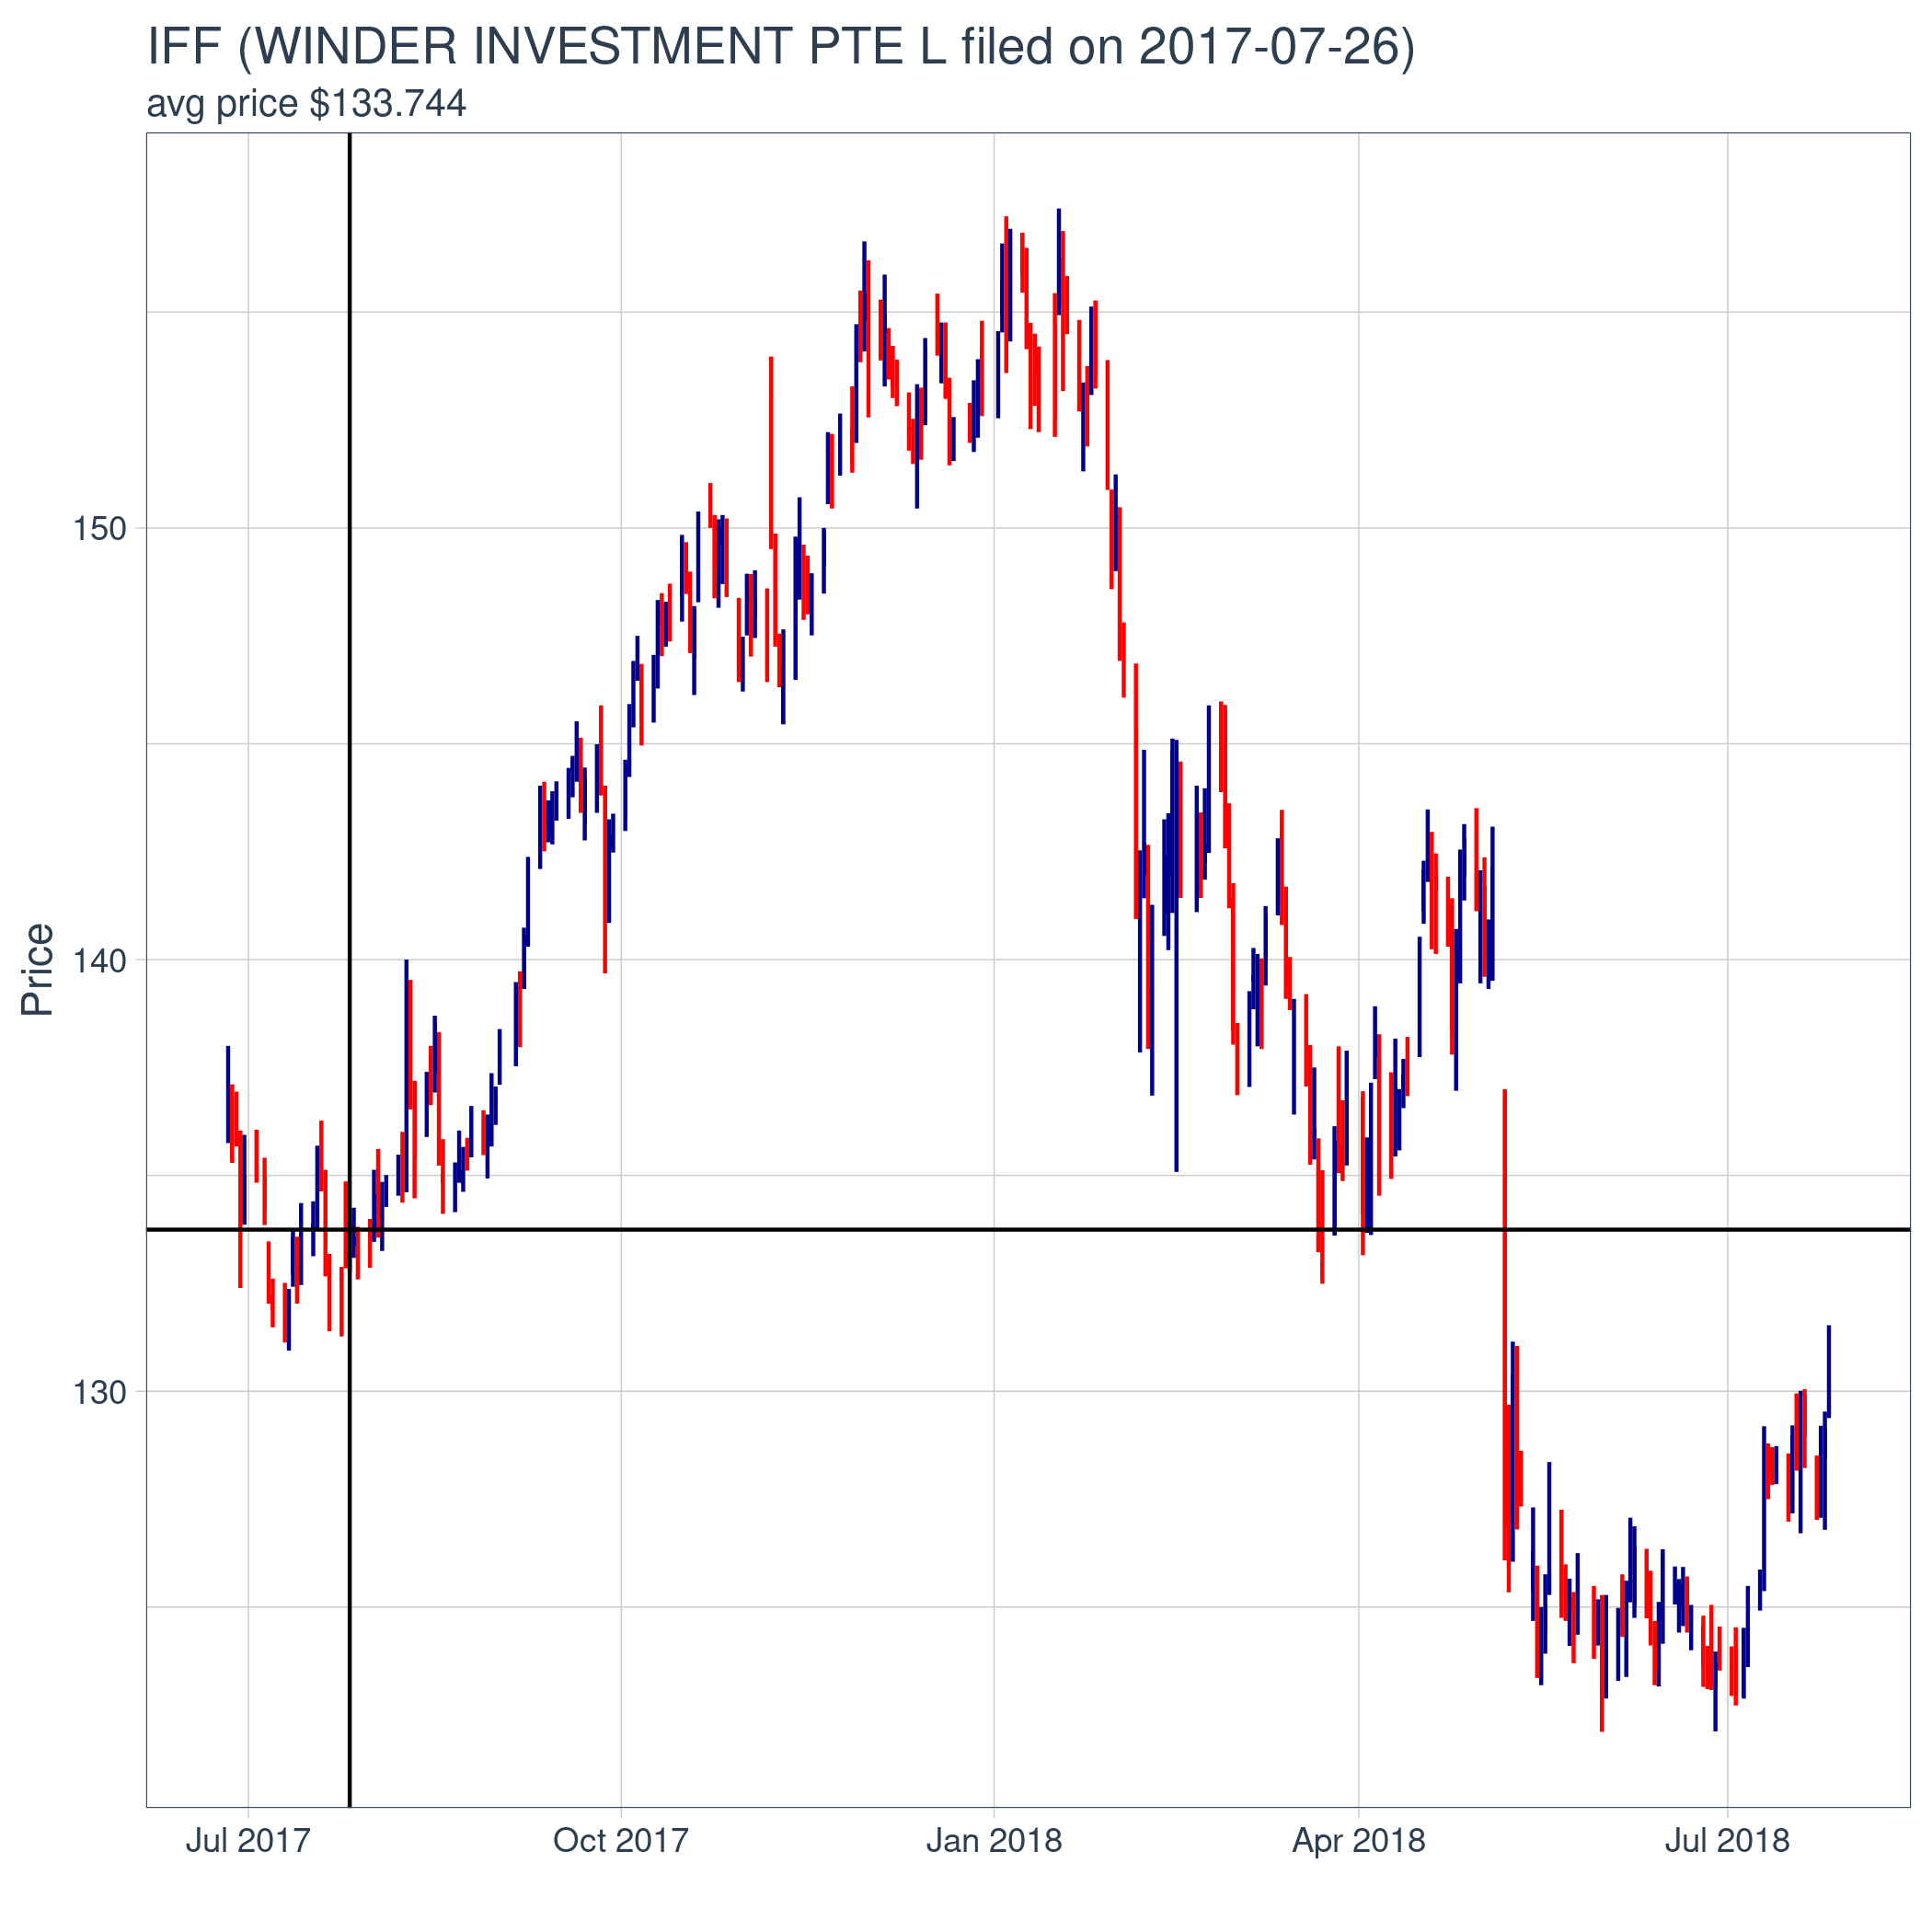 IFF (WINDER INVESTMENT PTE L filed on 2017-07-26)
avg price $133.744
150
140
130
Price
Jul 2017
Oct 2017
Jan 2018
Apr 2018
Jul 2018